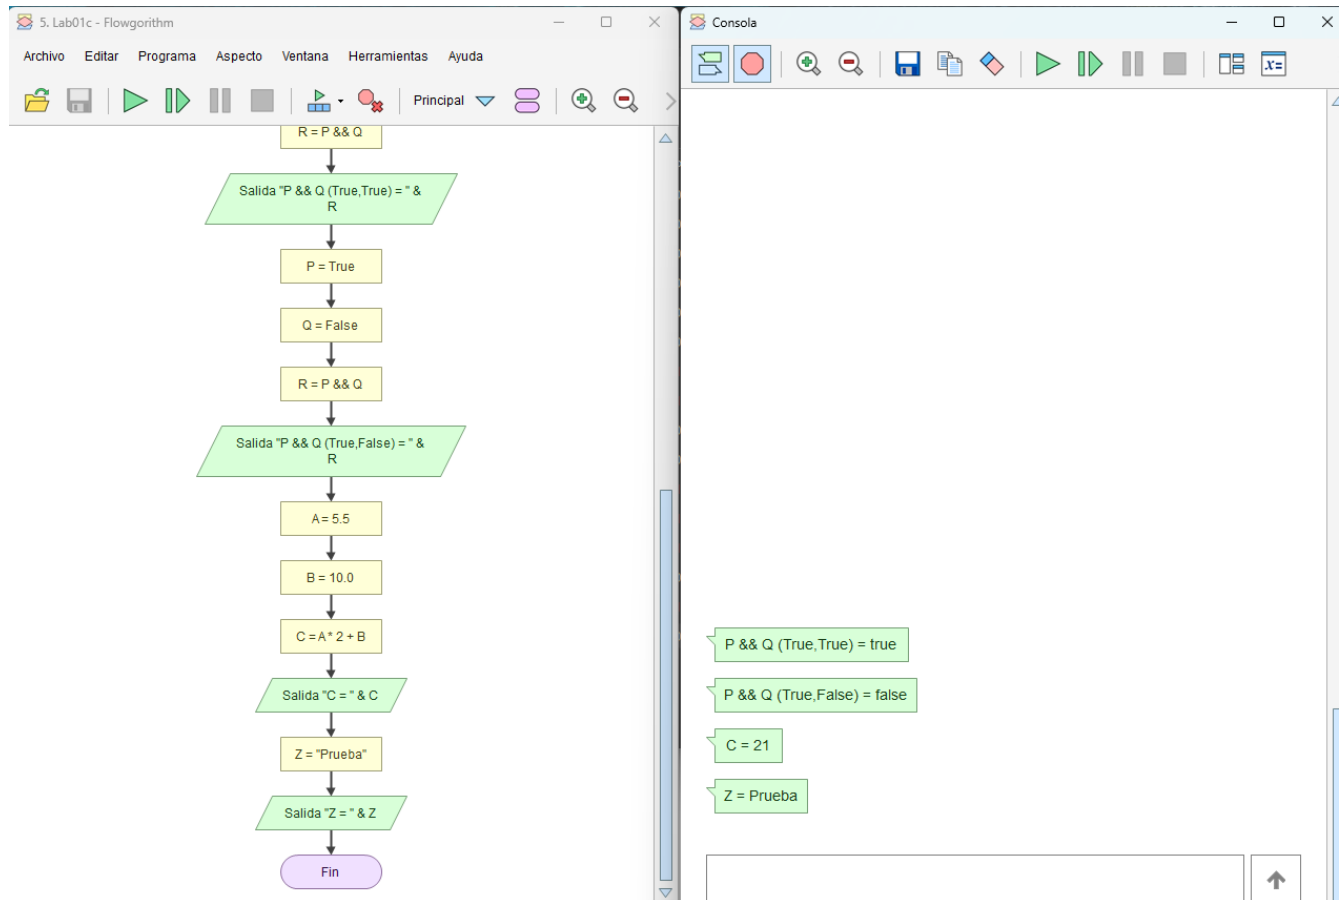 5. Lab01c - Flowgorithm
Archivo Editar Programa Aspecto Ventana Herramientas Ayuda
Principal
R = P && Q
Salida "P && Q (True,True) = " &
R
P = True
Q = False
R = P && Q
Salida "P && Q (True,False) = " &
R
A = 5.5
B = 10.0
C = A * 2 + B
Salida "C = " & C
Z = "Prueba"
Salida "Z = " & Z
Fin
Consola
x=
P && Q (True,True) = true
P && Q (True,False) = false
C = 21
Z = Prueba